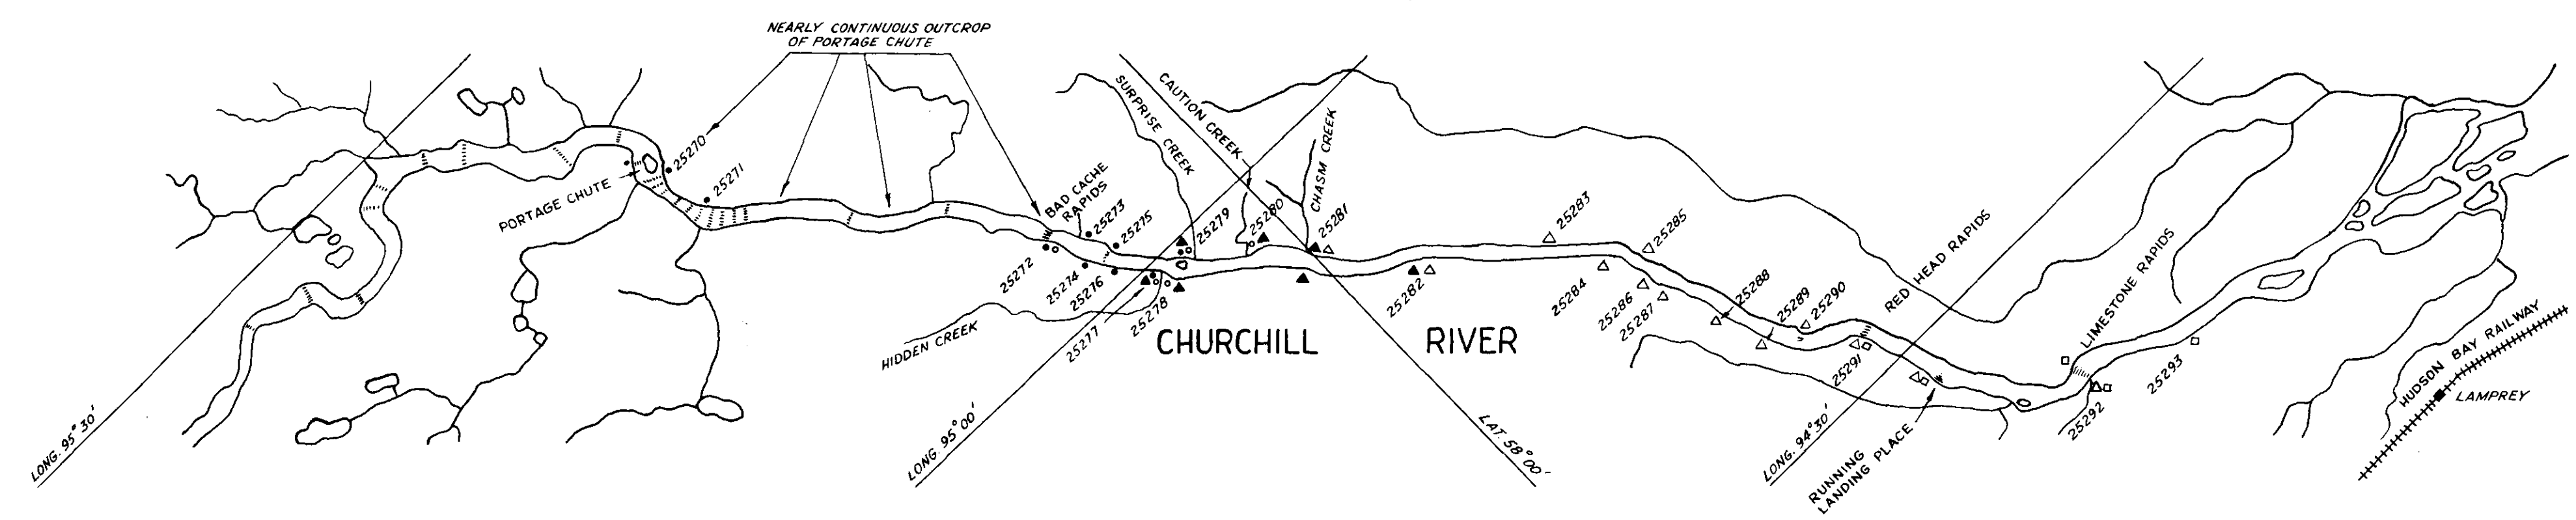 NEARLY CONTINUOUS OUTCROP
OF PORTAGE CHUTE
25270
25271
PORTAGE CHUTE
BAD CACHE
RAPIDS
25272
25273
25274
25275
25276
25277
25278
HIDDEN CREEK
SURPRISE CREEK
25279
CAUTION CREEK
25280
CHASM CREEK
25281
CHURCHILL RIVER
25282
25283
25284
25285
25286
25287
25288
25289
25290
25291
RED HEAD RAPIDS
RUNNING
LANDING PLACE
LIMESTONE RAPIDS
25292
25293
HUDSON BAY RAILWAY
LAMPREY
LONG. 95° 30'
LONG. 95° 00'
LAT. 58° 00'
LONG. 94° 30'